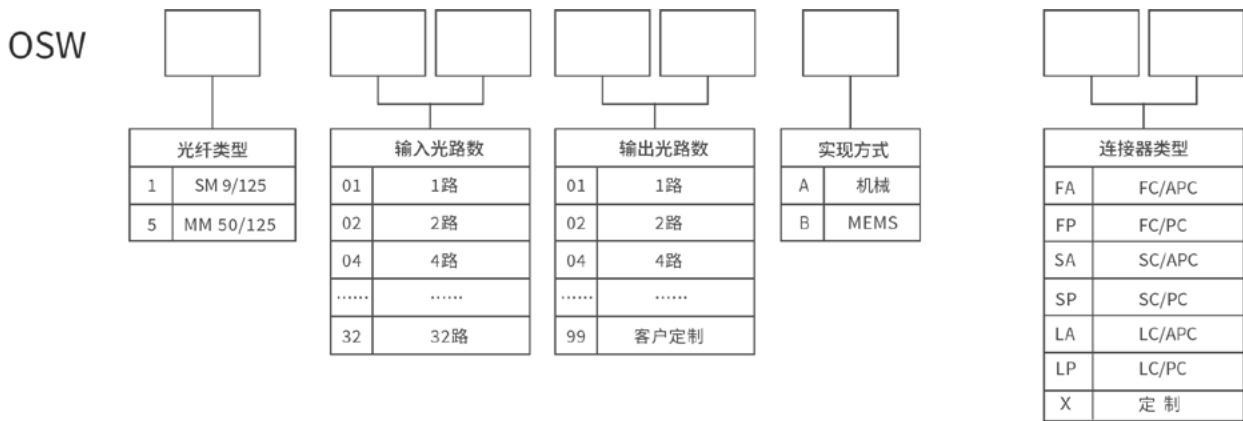 OSW
光纤类型 输入光路数 输出光路数 实现方式 连接器类型
1 SM 9/125 01 1路 01 1路 A 机械 FA FC/APC
5 MM 50/125 02 2路 02 2路 B MEMS FP FC/PC
04 4路 04 4路 SA SC/APC
…… …… …… …… SP SC/PC
32 32路 99 客户定制 LA LC/APC
LP LC/PC
X 定 制